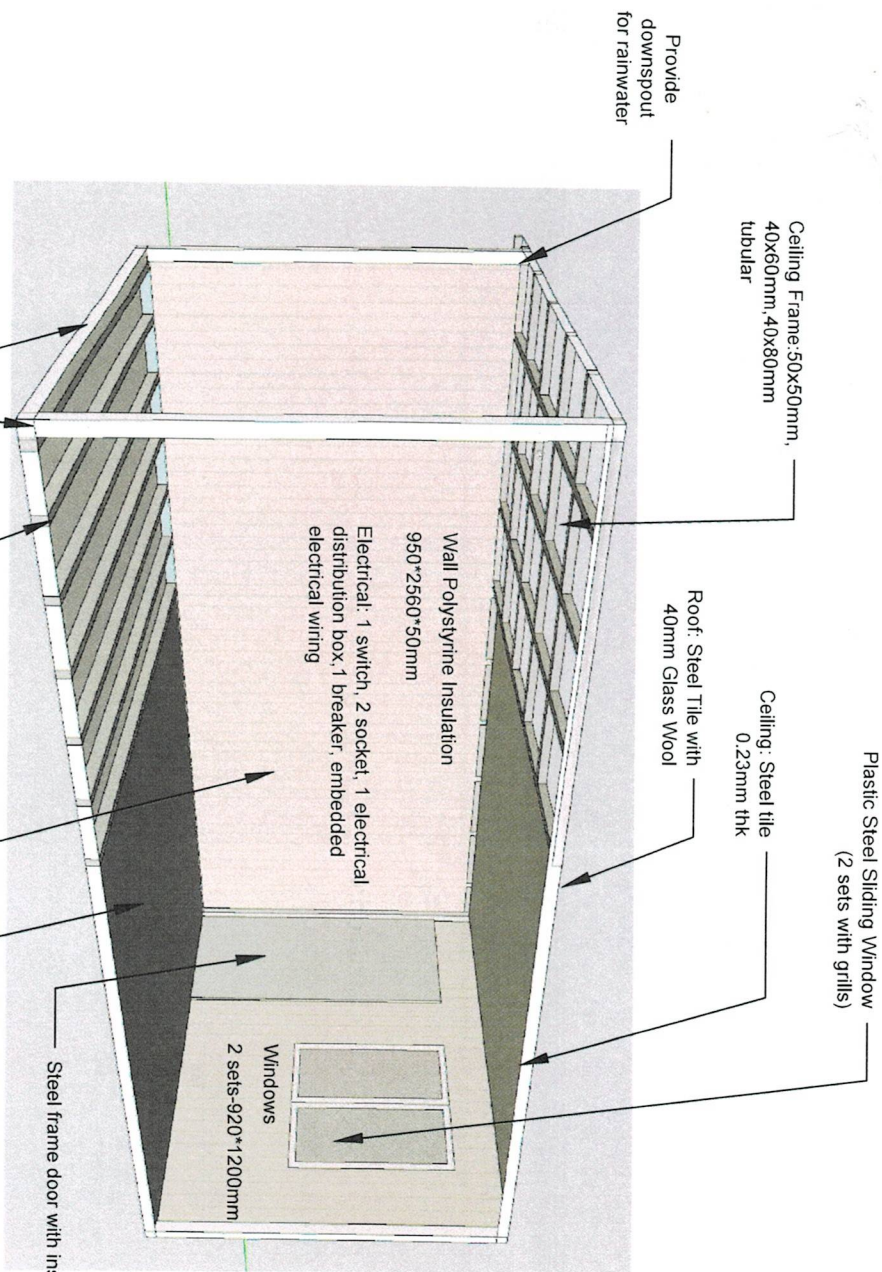 Plastic Steel Sliding Window
(2 sets with grills)
Ceiling: Steel tile
0.23mm thk
Roof: Steel Tile with
40mm Glass Wool
Ceiling Frame:50x50mm,
40x60mm,40x80mm
tubular
Provide
downspout
for rainwater
Wall Polystyrine Insulation
950*2560*50mm
Electrical: 1 switch, 2 socket, 1 electrical
distribution box,1 breaker, embedded
electrical wiring
Windows
2 sets-920*1200mm
Steel frame door with